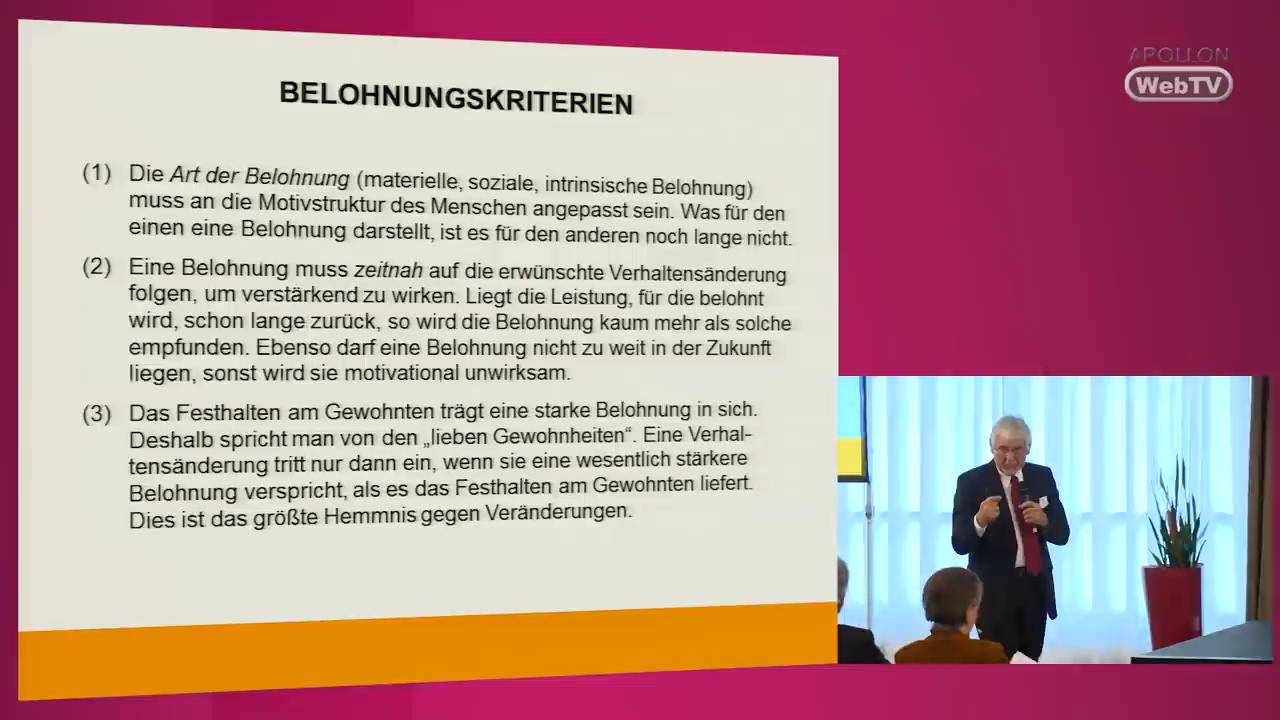 APOLLON
WebTV
BELOHNUNGSKRITERIEN
(1) Die Art der Belohnung (materielle, soziale, intrinsische Belohnung)
muss an die Motivstruktur des Menschen angepasst sein. Was für den
einen eine Belohnung darstellt, ist es für den anderen noch lange nicht.
(2) Eine Belohnung muss zeitnah auf die erwünschte Verhaltensänderung
folgen, um verstärkend zu wirken. Liegt die Leistung, für die belohnt
wird, schon lange zurück, so wird die Belohnung kaum mehr als solche
empfunden. Ebenso darf eine Belohnung nicht zu weit in der Zukunft
liegen, sonst wird sie motivational unwirksam.
(3) Das Festhalten am Gewohnten trägt eine starke Belohnung in sich.
Deshalb spricht man von den „lieben Gewohnheiten“. Eine Verhal-
tensänderung tritt nur dann ein, wenn sie eine wesentlich stärkere
Belohnung verspricht, als es das Festhalten am Gewohnten liefert.
Dies ist das größte Hemmnis gegen Veränderungen.